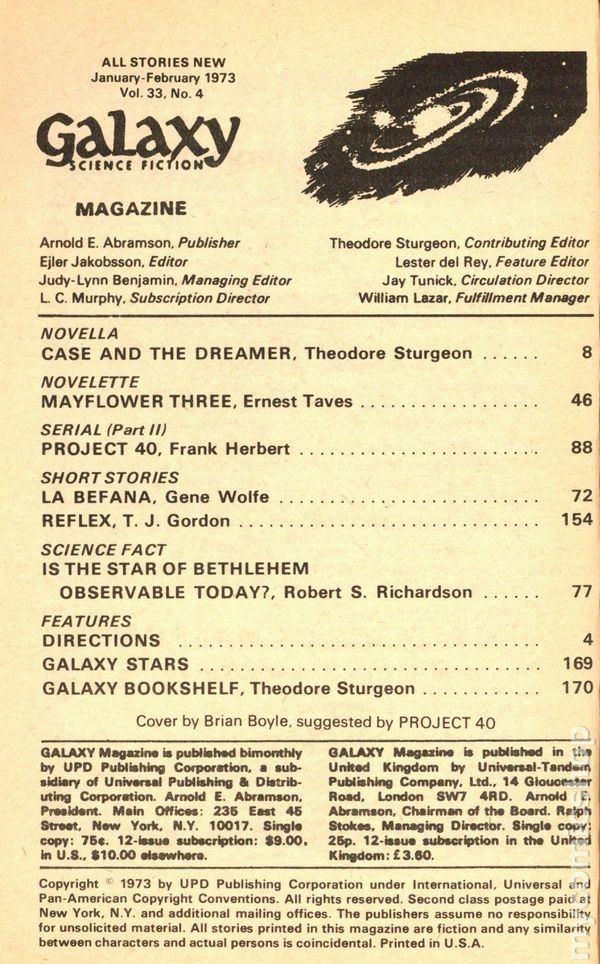 ALL STORIES NEW
January-February 1973
Vol. 33, No. 4
Galaxy
SCIENCE FICTION
MAGAZINE
Arnold E. Abramson, Publisher
Ejler Jakobsson, Editor
Judy-Lynn Benjamin, Managing Editor
L. C. Murphy, Subscription Director
Theodore Sturgeon, Contributing Editor
Lester del Rey, Feature Editor
Jay Tunick, Circulation Director
William Lazar, Fulfillment Manager
NOVELLA
CASE AND THE DREAMER, Theodore Sturgeon ...... 8
NOVELETTE
MAYFLOWER THREE, Ernest Taves .................. 46
SERIAL (Part II)
PROJECT 40, Frank Herbert ........................ 88
SHORT STORIES
LA BEFANA, Gene Wolfe .......................... 72
REFLEX, T. J. Gordon .............................. 154
SCIENCE FACT
IS THE STAR OF BETHLEHEM
OBSERVABLE TODAY?, Robert S. Richardson ...... 77
FEATURES
DIRECTIONS .................................... 4
GALAXY STARS .................................. 169
GALAXY BOOKSHELF, Theodore Sturgeon ............ 170
Cover by Brian Boyle, suggested by PROJECT 40
GALAXY Magazine is published bimonthly
by UPD Publishing Corporation, a sub-
sidiary of Universal Publishing & Distrib-
uting Corporation. Arnold E. Abramson,
President. Main Offices: 235 East 45
Street, New York, N.Y. 10017. Single
copy: 75¢. 12-issue subscription: $9.00.
in U.S., $10.00 elsewhere.
GALAXY Magazine is published in the
United Kingdom by Universal-Tandem
Publishing Company, Ltd., 14 Gloucester
Road, London SW7 4RD. Arnold E.
Abramson, Chairman of the Board. Ralph
Stokes, Managing Director. Single copy:
25p. 12-issue subscription in the United
Kingdom: £3.60.
Copyright © 1973 by UPD Publishing Corporation under International, Universal and
Pan-American Copyright Conventions. All rights reserved. Second class postage paid at
New York, N.Y. and additional mailing offices. The publishers assume no responsibility
for unsolicited material. All stories printed in this magazine are fiction and any similarity
between characters and actual persons is coincidental. Printed in U.S.A.